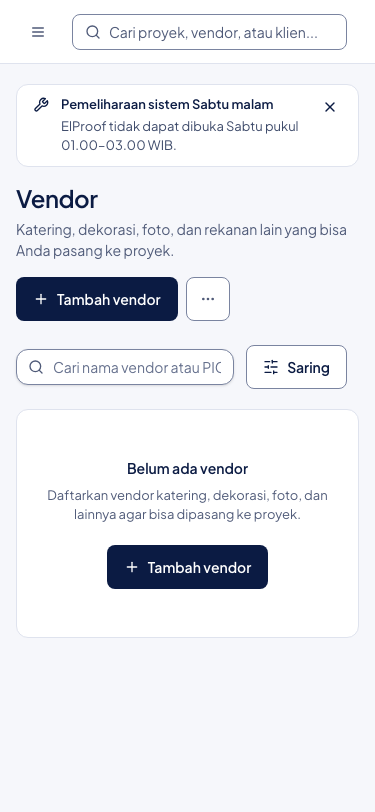 Cari proyek, vendor, atau klien...
Pemeliharaan sistem Sabtu malam
ElProof tidak dapat dibuka Sabtu pukul
01.00–03.00 WIB.
Vendor
Katering, dekorasi, foto, dan rekanan lain yang bisa
Anda pasang ke proyek.
Tambah vendor
Cari nama vendor atau PIC
Saring
Belum ada vendor
Daftarkan vendor katering, dekorasi, foto, dan
lainnya agar bisa dipasang ke proyek.
Tambah vendor